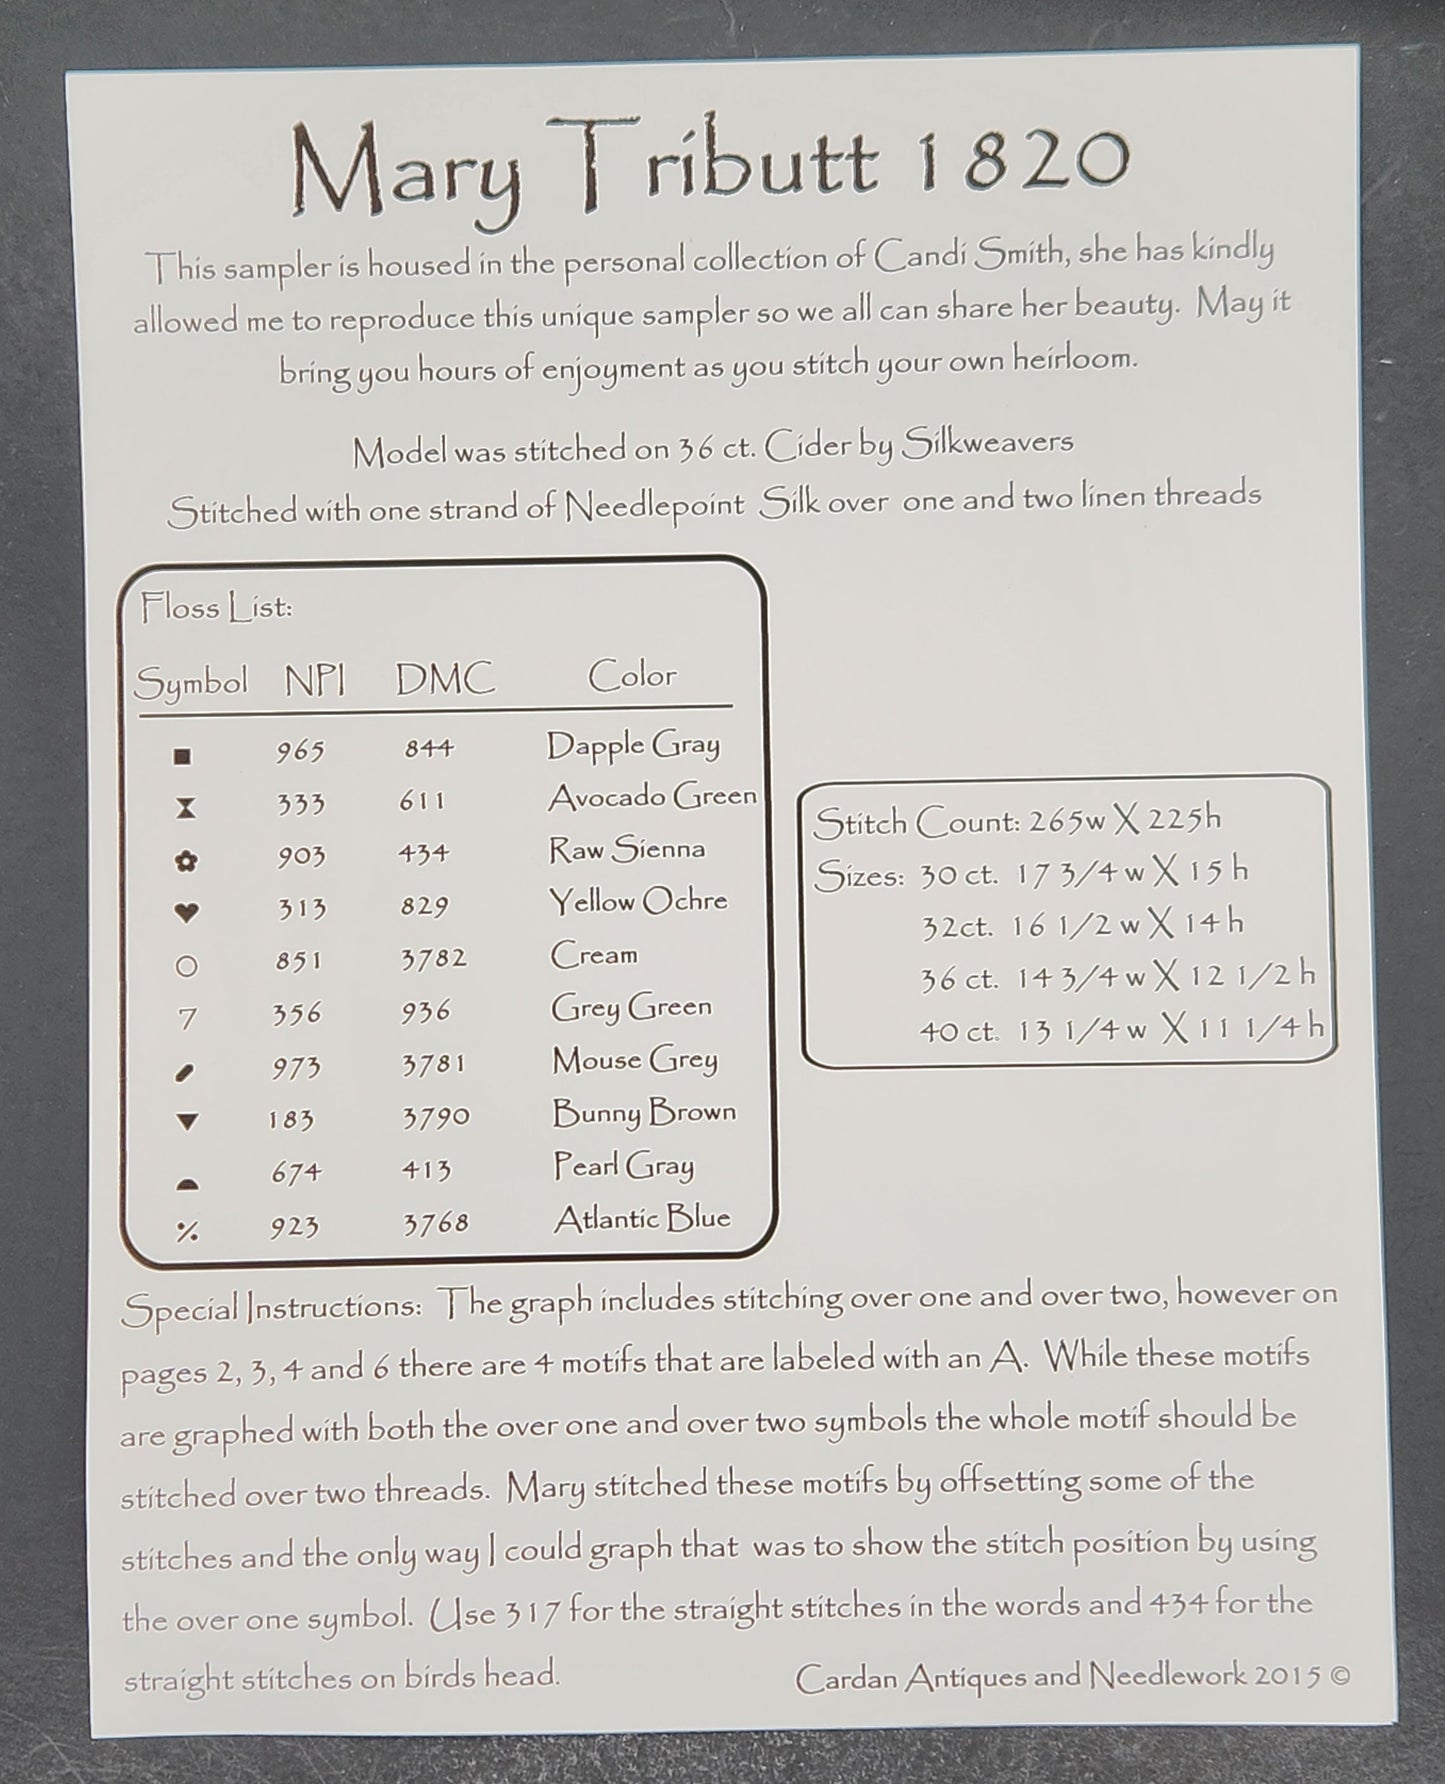 Mary Tributt 1820
This sampler is housed in the personal collection of Candi Smith, she has kindly
allowed me to reproduce this unique sampler so we all can share her beauty. May it
bring you hours of enjoyment as you stitch your own heirloom.
Model was stitched on 36 ct. Cider by Silkweavers
Stitched with one strand of Needlepoint Silk over one and two linen threads
Floss List:
Symbol NPI DMC Color
■ 965 844 Dapple Gray
333 611 Avocado Green
903 434 Raw Sienna
♥ 313 829 Yellow Ochre
○ 851 3782 Cream
7 356 936 Grey Green
973 3781 Mouse Grey
▼ 183 3790 Bunny Brown
674 413 Pearl Gray
٪ 923 3768 Atlantic Blue
Stitch Count: 265w X 225h
Sizes: 30 ct. 17 3/4 w X 15 h
32ct. 16 1/2 w X 14 h
36 ct. 14 3/4 w X 12 1/2 h
40 ct. 13 1/4 w X 11 1/4 h
Special Instructions: The graph includes stitching over one and over two, however on
pages 2, 3, 4 and 6 there are 4 motifs that are labeled with an A. While these motifs
are graphed with both the over one and over two symbols the whole motif should be
stitched over two threads. Mary stitched these motifs by offsetting some of the
stitches and the only way I could graph that was to show the stitch position by using
the over one symbol. Use 317 for the straight stitches in the words and 434 for the
straight stitches on birds head.
Cardan Antiques and Needlework 2015 ©